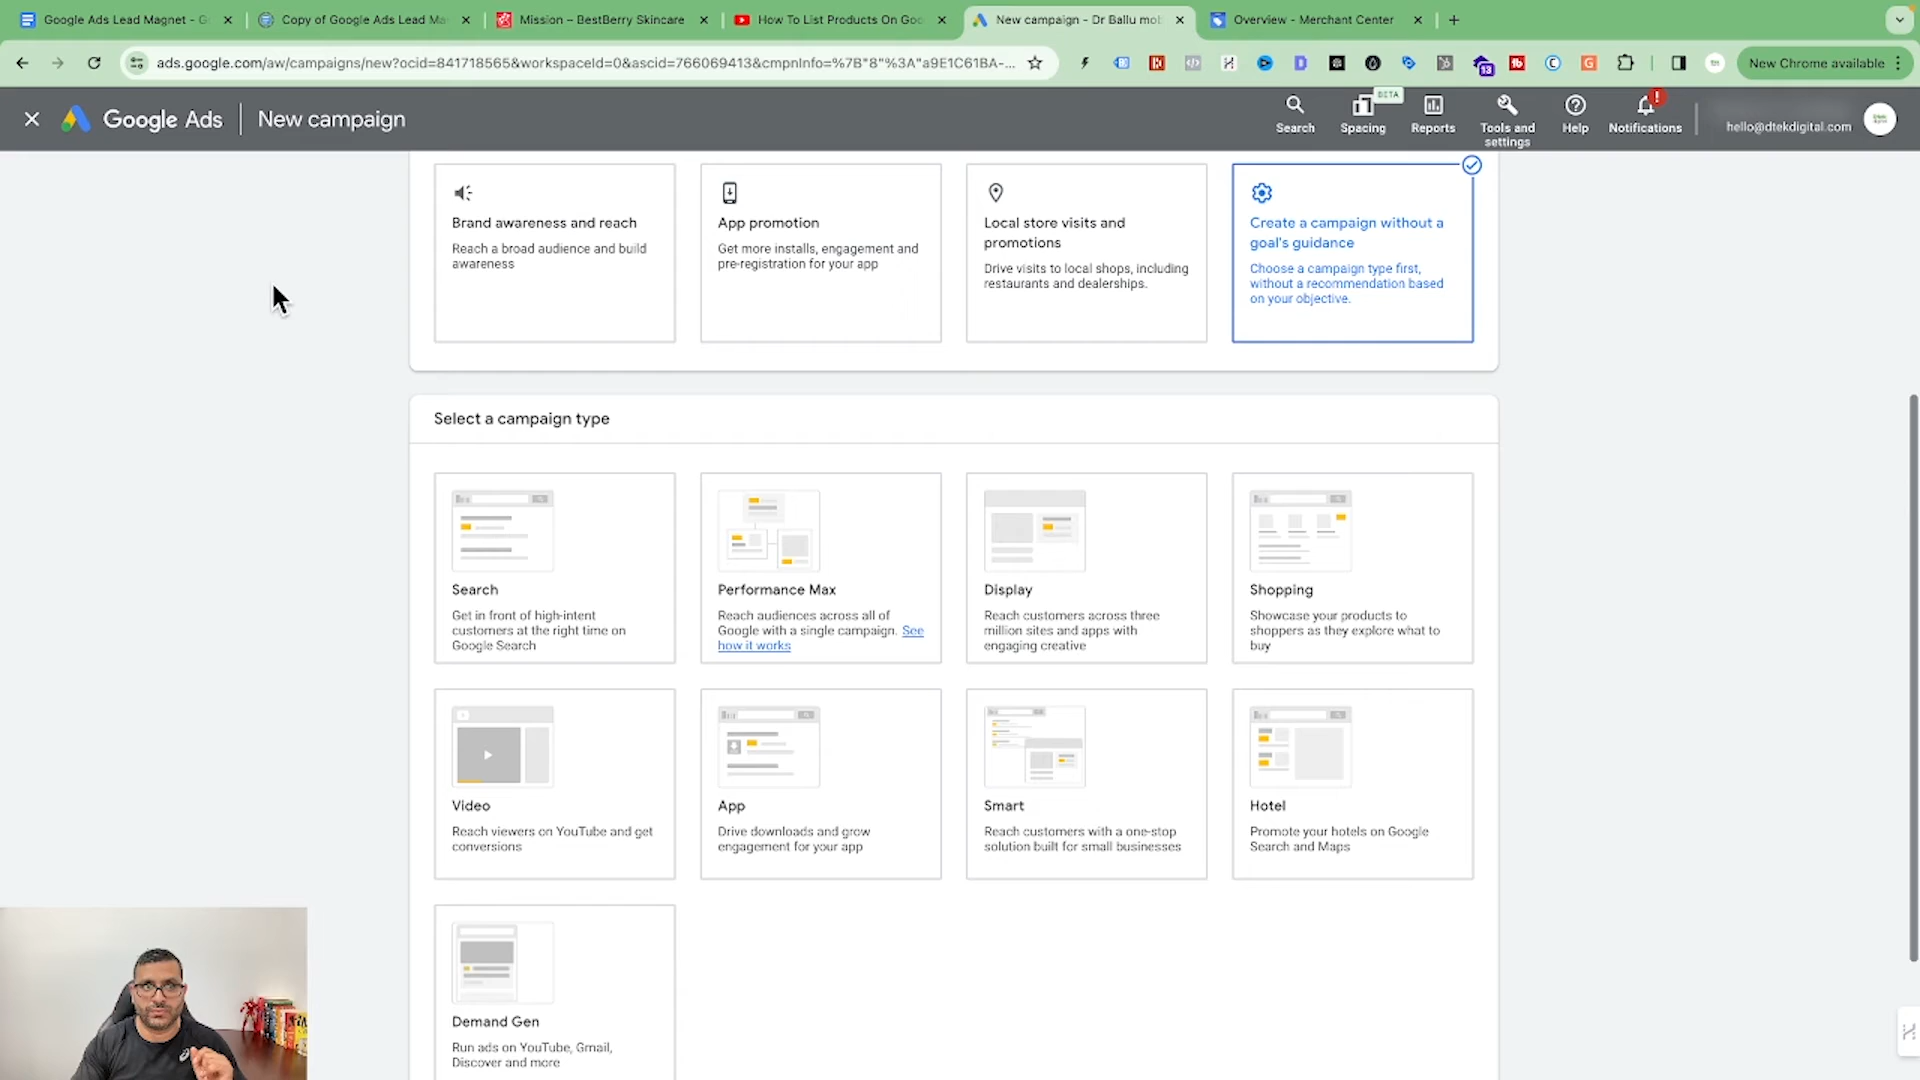 Google Ads Lead Magnet - G
Copy of Google Ads Lead Ma
Mission – BestBerry Skincare
How To List Products On Goo
New campaign - Dr Ballu mob
Overview - Merchant Center
ads.google.com/aw/campaigns/new?ocid=841718565&workspaceId=0&ascid=766069413&cmpnInfo=%7B"8"%3A"a9E1C61BA-...
13
New Chrome available
Google Ads
New campaign
Search
BETA
Spacing
Reports
Tools and
settings
Help
!
Notifications
hello@dtekdigital.com
Brand awareness and reach
Reach a broad audience and build
awareness
App promotion
Get more installs, engagement and
pre-registration for your app
Local store visits and
promotions
Drive visits to local shops, including
restaurants and dealerships.
Create a campaign without a
goal's guidance
Choose a campaign type first,
without a recommendation based
on your objective.
Select a campaign type
Search
Get in front of high-intent
customers at the right time on
Google Search
Performance Max
Reach audiences across all of
Google with a single campaign. See
how it works
Display
Reach customers across three
million sites and apps with
engaging creative
Shopping
Showcase your products to
shoppers as they explore what to
buy
Video
Reach viewers on YouTube and get
conversions
App
Drive downloads and grow
engagement for your app
Smart
Reach customers with a one-stop
solution built for small businesses
Hotel
Promote your hotels on Google
Search and Maps
Demand Gen
Run ads on YouTube, Gmail,
Discover and more